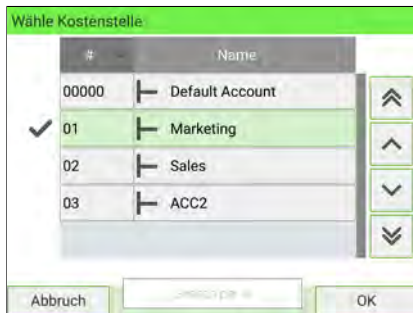 Wähle Kostenstelle
# Name
00000 Default Account
01 Marketing
02 Sales
03 ACC2
Abbruch OK